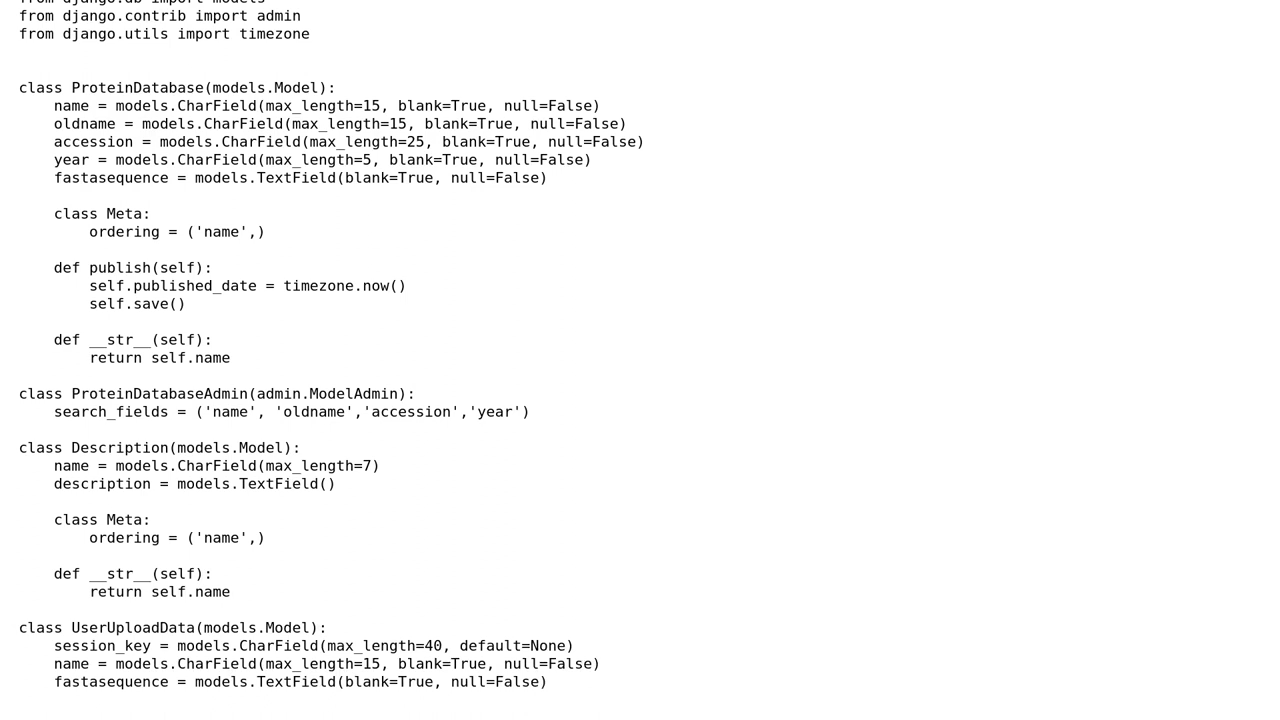 from django.db import models
from django.contrib import admin
from django.utils import timezone


class ProteinDatabase(models.Model):
    name = models.CharField(max_length=15, blank=True, null=False)
    oldname = models.CharField(max_length=15, blank=True, null=False)
    accession = models.CharField(max_length=25, blank=True, null=False)
    year = models.CharField(max_length=5, blank=True, null=False)
    fastasequence = models.TextField(blank=True, null=False)

    class Meta:
        ordering = ('name',)

    def publish(self):
        self.published_date = timezone.now()
        self.save()

    def __str__(self):
        return self.name

class ProteinDatabaseAdmin(admin.ModelAdmin):
    search_fields = ('name', 'oldname','accession','year')

class Description(models.Model):
    name = models.CharField(max_length=7)
    description = models.TextField()

    class Meta:
        ordering = ('name',)

    def __str__(self):
        return self.name

class UserUploadData(models.Model):
    session_key = models.CharField(max_length=40, default=None)
    name = models.CharField(max_length=15, blank=True, null=False)
    fastasequence = models.TextField(blank=True, null=False)